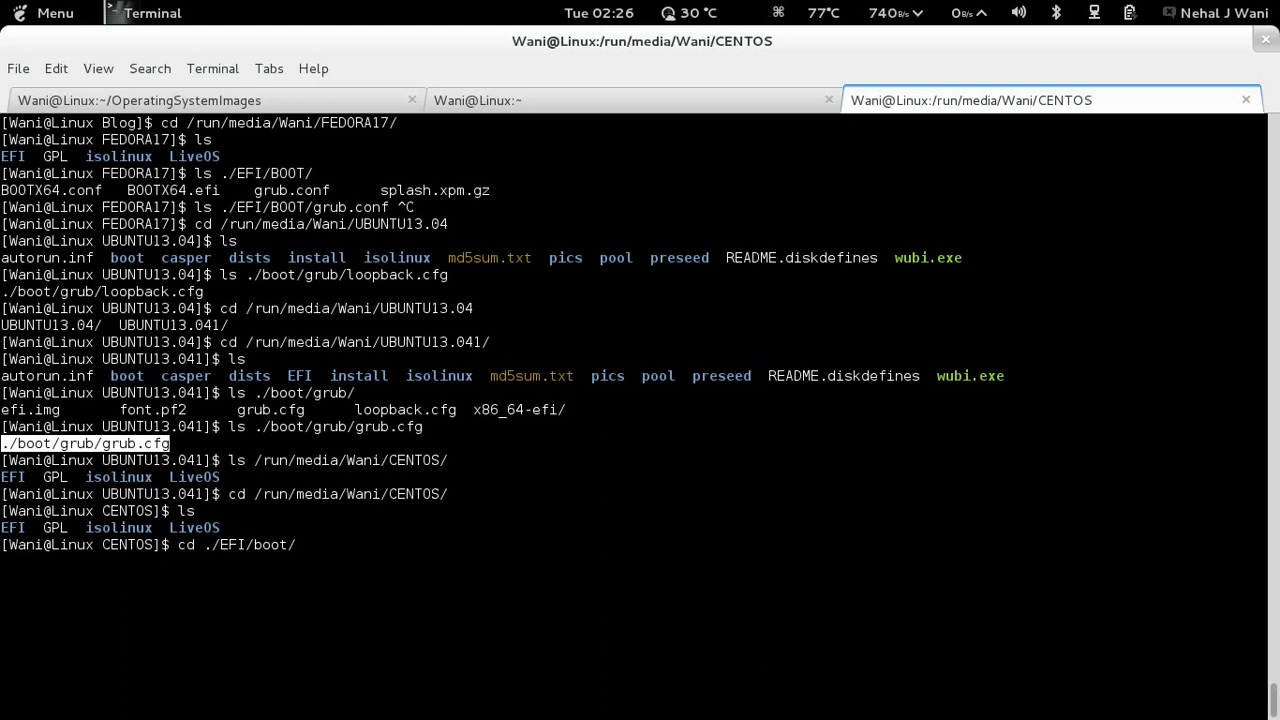 Menu Terminal Tue 02:26 30 °C ⌘ 77°C 740B/s 0B/s Nehal J Wani
Wani@Linux:/run/media/Wani/CENTOS
File Edit View Search Terminal Tabs Help
Wani@Linux:~/OperatingSystemImages Wani@Linux:~ Wani@Linux:/run/media/Wani/CENTOS
[Wani@Linux Blog]$ cd /run/media/Wani/FEDORA17/
[Wani@Linux FEDORA17]$ ls
EFI GPL isolinux LiveOS
[Wani@Linux FEDORA17]$ ls ./EFI/BOOT/
BOOTX64.conf BOOTX64.efi grub.conf splash.xpm.gz
[Wani@Linux FEDORA17]$ ls ./EFI/BOOT/grub.conf ^C
[Wani@Linux FEDORA17]$ cd /run/media/Wani/UBUNTU13.04
[Wani@Linux UBUNTU13.04]$ ls
autorun.inf boot casper dists install isolinux md5sum.txt pics pool preseed README.diskdefines wubi.exe
[Wani@Linux UBUNTU13.04]$ ls ./boot/grub/loopback.cfg
./boot/grub/loopback.cfg
[Wani@Linux UBUNTU13.04]$ cd /run/media/Wani/UBUNTU13.04
UBUNTU13.04/ UBUNTU13.041/
[Wani@Linux UBUNTU13.04]$ cd /run/media/Wani/UBUNTU13.041/
[Wani@Linux UBUNTU13.041]$ ls
autorun.inf boot casper dists EFI install isolinux md5sum.txt pics pool preseed README.diskdefines wubi.exe
[Wani@Linux UBUNTU13.041]$ ls ./boot/grub/
efi.img font.pf2 grub.cfg loopback.cfg x86_64-efi/
[Wani@Linux UBUNTU13.041]$ ls ./boot/grub/grub.cfg
./boot/grub/grub.cfg
[Wani@Linux UBUNTU13.041]$ ls /run/media/Wani/CENTOS/
EFI GPL isolinux LiveOS
[Wani@Linux UBUNTU13.041]$ cd /run/media/Wani/CENTOS/
[Wani@Linux CENTOS]$ ls
EFI GPL isolinux LiveOS
[Wani@Linux CENTOS]$ cd ./EFI/boot/